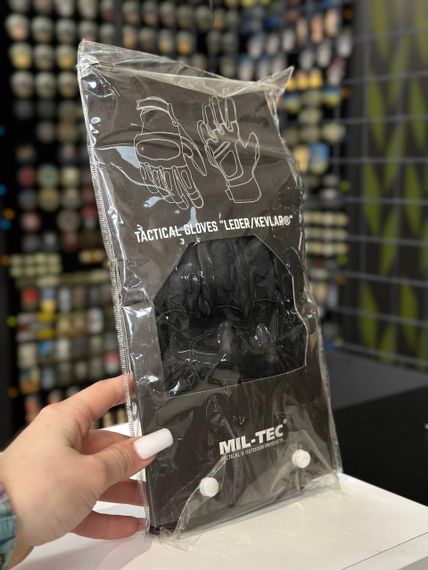 TACTICAL GLOVES "LEDER/KEVLAR®"
MIL-TEC®
TACTICAL & OUTDOOR PRODUCTS